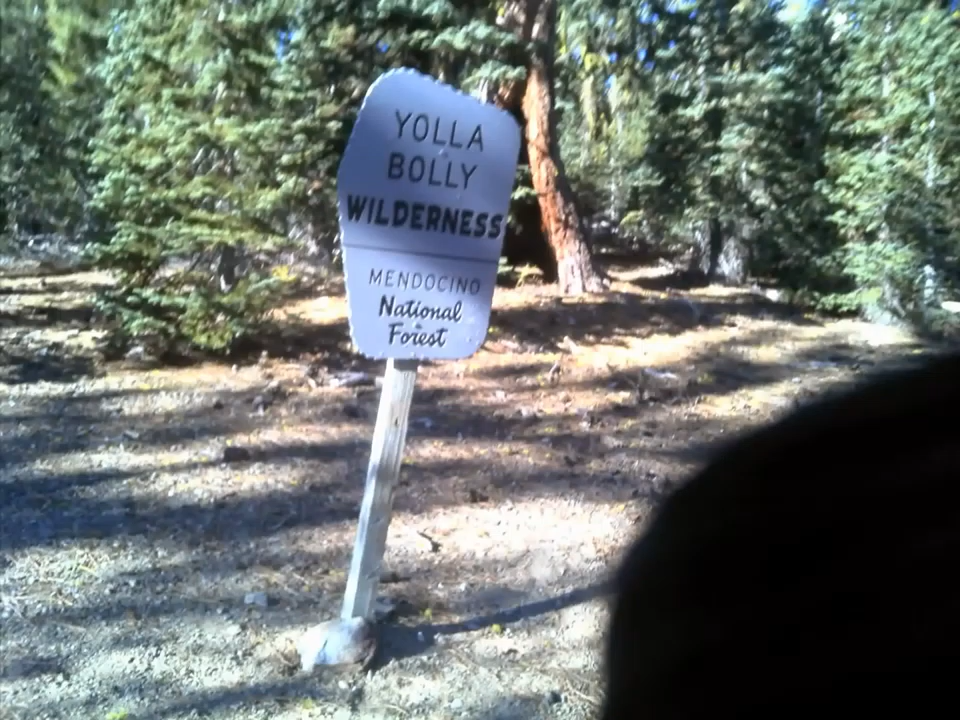 YOLLA
BOLLY
WILDERNESS
MENDOCINO
National
Forest